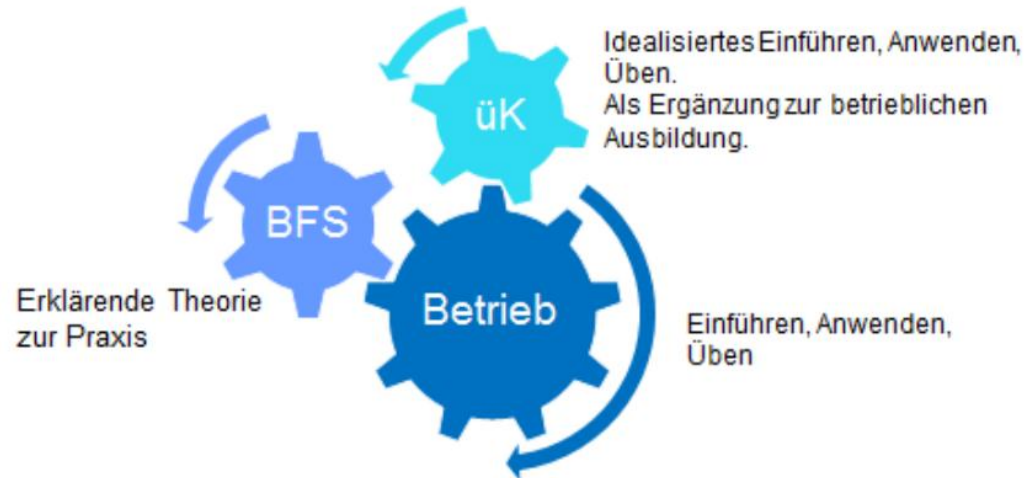 Idealisiertes Einführen, Anwenden,
Üben.
Als Ergänzung zur betrieblichen
Ausbildung.
üK
BFS
Erklärende Theorie
zur Praxis
Betrieb
Einführen, Anwenden,
Üben